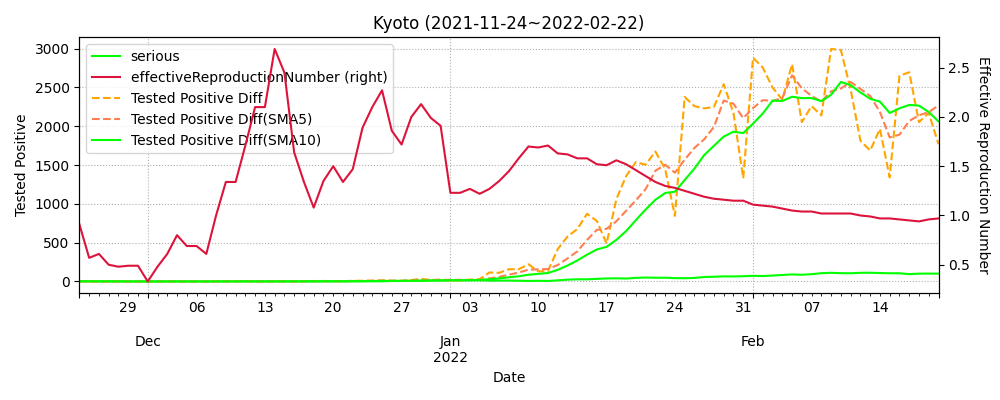 Kyoto (2021-11-24~2022-02-22)
serious
effectiveReproductionNumber (right)
Tested Positive Diff
Tested Positive Diff(SMA5)
Tested Positive Diff(SMA10)
Tested Positive
3000
2500
2000
1500
1000
500
0
2.5
2.0
1.5
1.0
0.5
Effective Reproduction Number
29 06 13 20 27 03 10 17 24 31 07 14
Dec Jan Feb
2022
Date